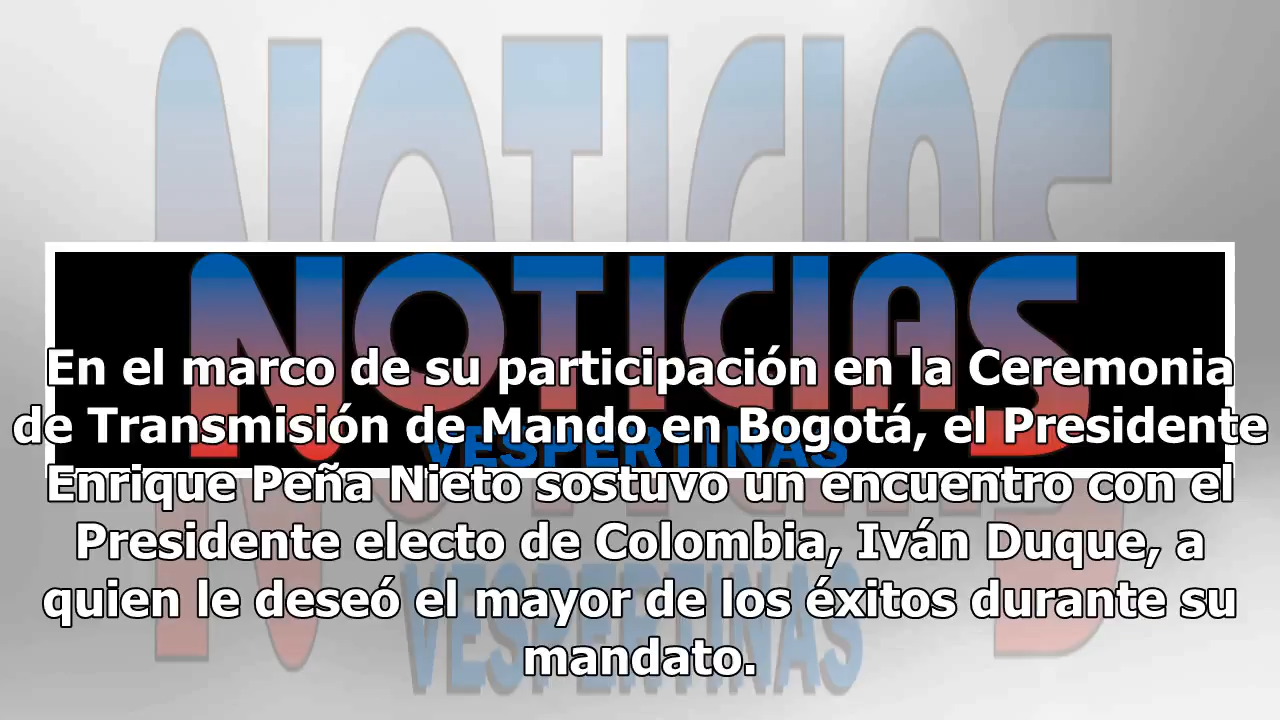 NOTICIAS
NOTICIAS
VESPERTINAS
En el marco de su participación en la Ceremonia
de Transmisión de Mando en Bogotá, el Presidente
Enrique Peña Nieto sostuvo un encuentro con el
Presidente electo de Colombia, Iván Duque, a
quien le deseó el mayor de los éxitos durante su
mandato.
VESPERTINAS